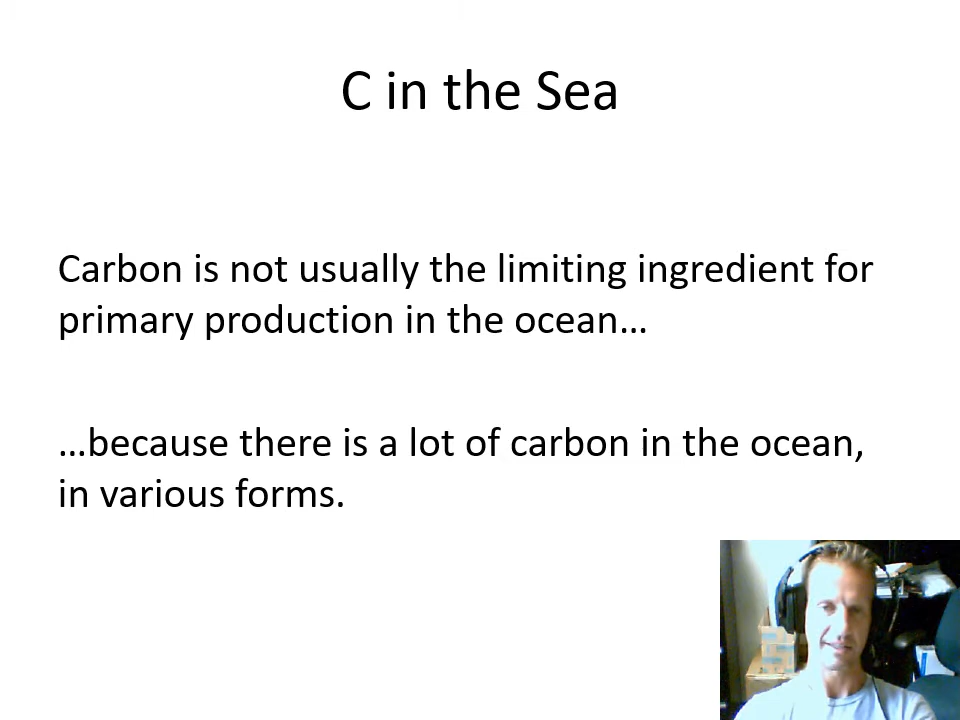 C in the Sea
Carbon is not usually the limiting ingredient for
primary production in the ocean…
…because there is a lot of carbon in the ocean,
in various forms.